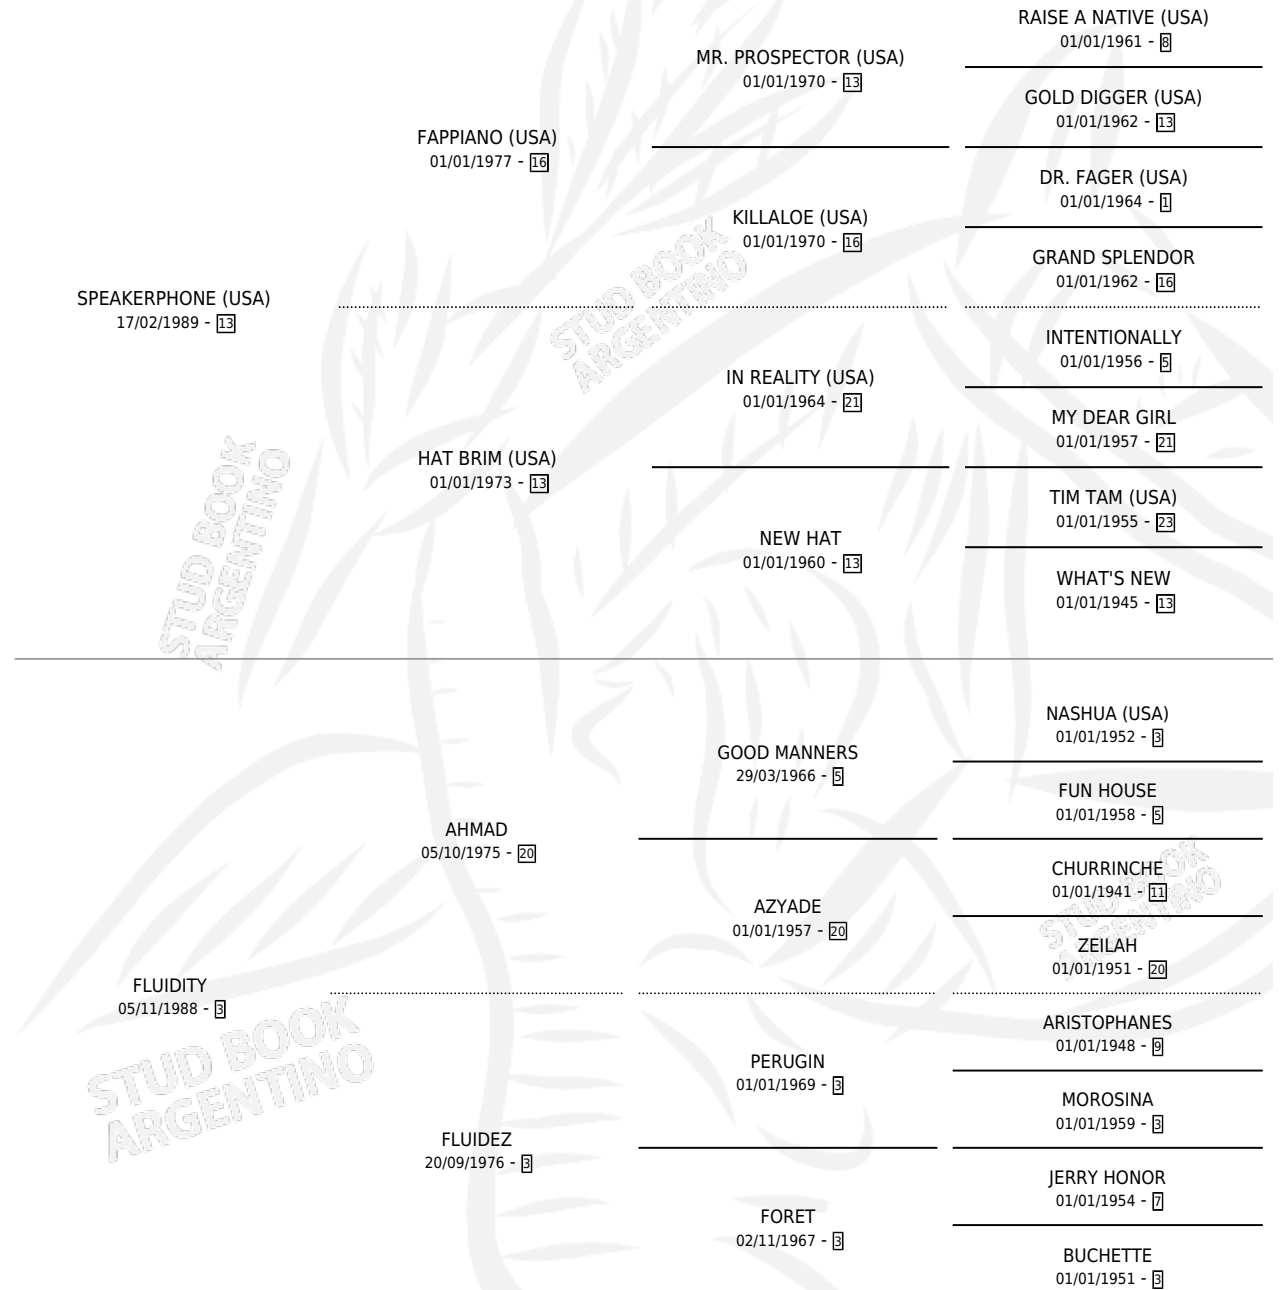 RAISE A NATIVE (USA)
01/01/1961 - 8
MR. PROSPECTOR (USA)
01/01/1970 - 13
GOLD DIGGER (USA)
01/01/1962 - 13
FAPPIANO (USA)
01/01/1977 - 16
DR. FAGER (USA)
01/01/1964 - 1
KILLALOE (USA)
01/01/1970 - 16
GRAND SPLENDOR
01/01/1962 - 16
SPEAKERPHONE (USA)
17/02/1989 - 13
INTENTIONALLY
01/01/1956 - 5
IN REALITY (USA)
01/01/1964 - 21
MY DEAR GIRL
01/01/1957 - 21
HAT BRIM (USA)
01/01/1973 - 13
TIM TAM (USA)
01/01/1955 - 23
NEW HAT
01/01/1960 - 13
WHAT'S NEW
01/01/1945 - 13
NASHUA (USA)
01/01/1952 - 3
GOOD MANNERS
29/03/1966 - 5
FUN HOUSE
01/01/1958 - 5
AHMAD
05/10/1975 - 20
CHURRINCHE
01/01/1941 - 11
AZYADE
01/01/1957 - 20
ZEILAH
01/01/1951 - 20
FLUIDITY
05/11/1988 - 3
ARISTOPHANES
01/01/1948 - 9
PERUGIN
01/01/1969 - 3
MOROSINA
01/01/1959 - 3
FLUIDEZ
20/09/1976 - 3
JERRY HONOR
01/01/1954 - 7
FORET
02/11/1967 - 3
BUCHETTE
01/01/1951 - 3
STUD BOOK
ARGENTINO
STUD BOOK
ARGENTINO
STUD BOOK
ARGENTINO
STUD BOOK
ARGENTINO